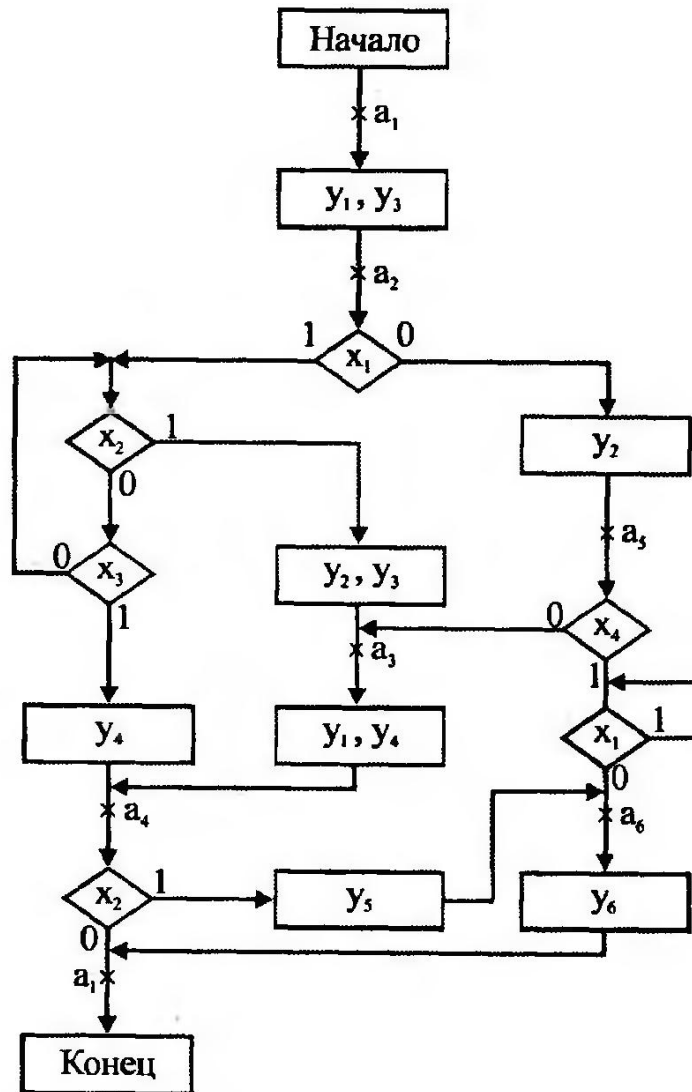 Начало
a₁
y₁, y₃
a₂
1 x₁ 0
x₂ 1
0
y₂
a₅
0 x₃
1
y₂, y₃
0 x₄
1
a₃
y₄
y₁, y₄
x₁ 1
0
a₄
a₆
x₂ 1
0
y₅
y₆
a₁
Конец